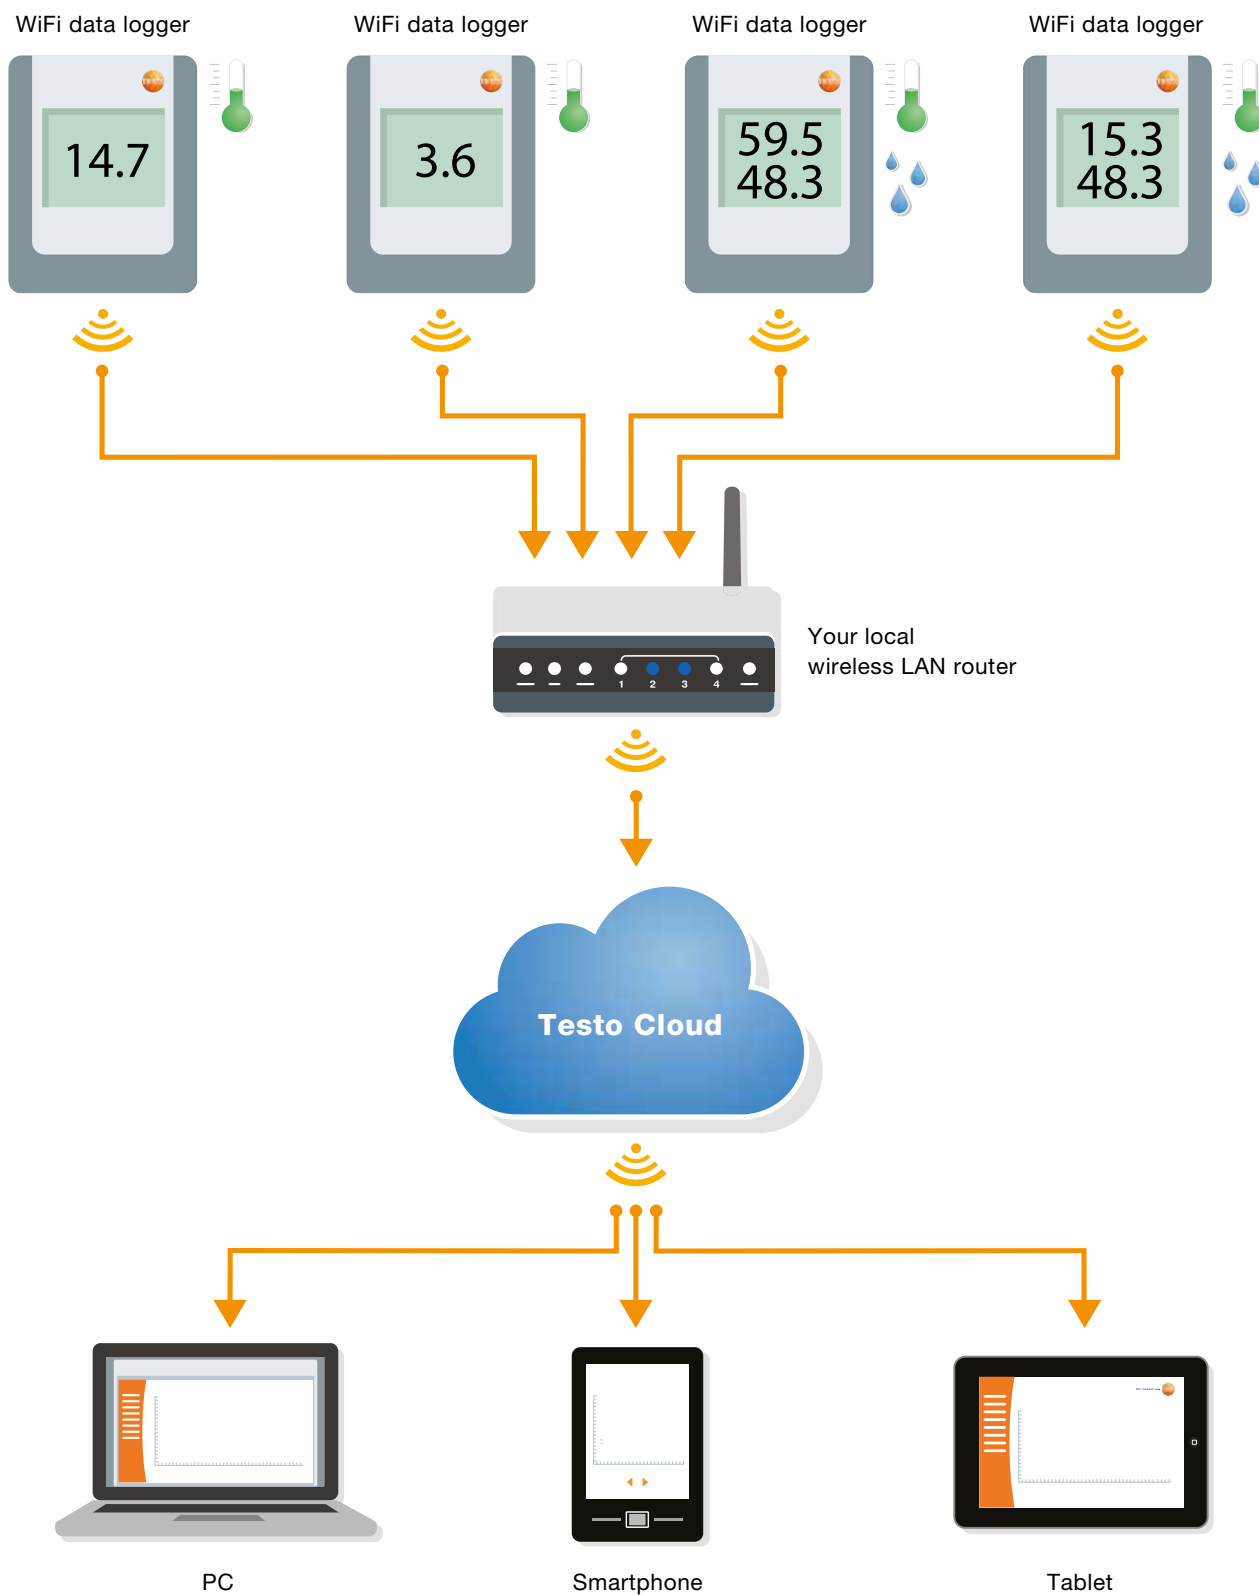 WiFi data logger
WiFi data logger
WiFi data logger
WiFi data logger
14.7
3.6
59.5
48.3
15.3
48.3
Your local
wireless LAN router
1 2 3 4
Testo Cloud
PC
Smartphone
Tablet